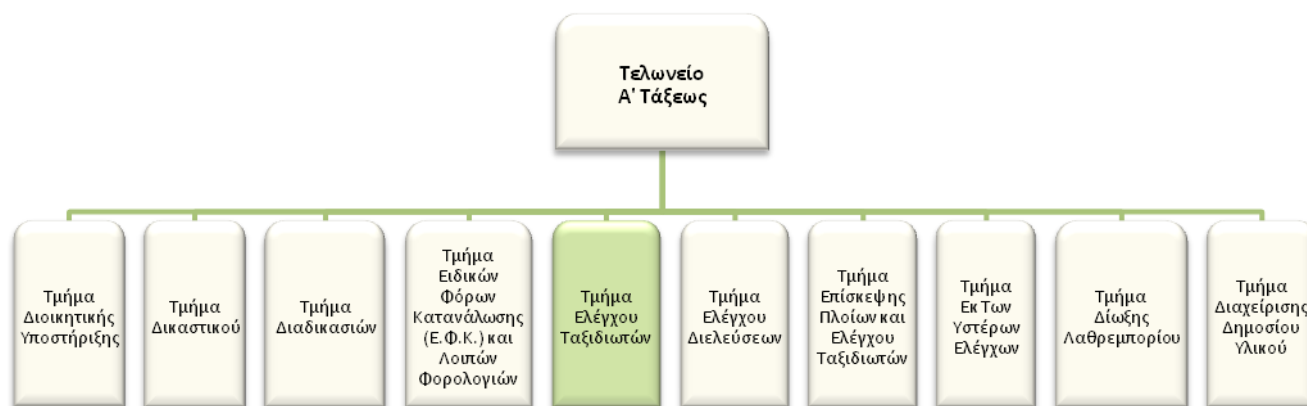 Τελωνείο
Α' Τάξεως
Τμήμα
Διοικητικής
Υποστήριξης
Τμήμα
Δικαστικού
Τμήμα
Διαδικασιών
Τμήμα
Ειδικών
Φόρων
Κατανάλωσης
(Ε.Φ.Κ.) και
Λοιπών
Φορολογιών
Τμήμα
Ελέγχου
Ταξιδιωτών
Τμήμα
Ελέγχου
Διελεύσεων
Τμήμα
Επίσκεψης
Πλοίων και
Ελέγχου
Ταξιδιωτών
Τμήμα
Εκ Των
Υστέρων
Ελέγχων
Τμήμα
Δίωξης
Λαθρεμπορίου
Τμήμα
Διαχείρισης
Δημοσίου
Υλικού